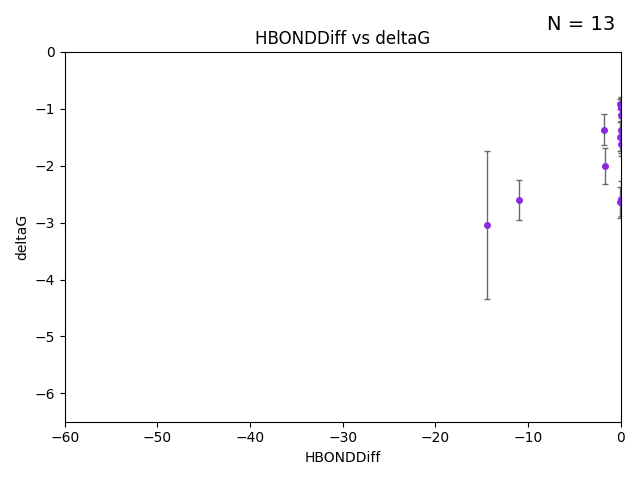 N = 13
HBONDDiff vs deltaG
0
−1
−2
−3
−4
−5
−6
deltaG
−60 −50 −40 −30 −20 −10 0
HBONDDiff